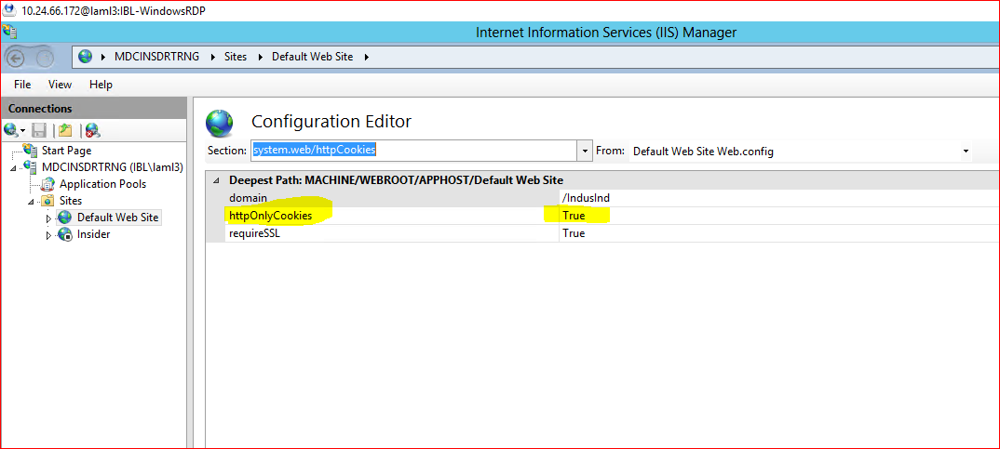 10.24.66.172@Iaml3:IBL-WindowsRDP
Internet Information Services (IIS) Manager
MDCINSDRTRNG Sites Default Web Site
File View Help
Connections
Start Page
MDCINSDRTRNG (IBL\Iaml3)
Application Pools
Sites
Default Web Site
Insider
Configuration Editor
Section: system.web/httpCookies From: Default Web Site Web.config
Deepest Path: MACHINE/WEBROOT/APPHOST/Default Web Site
domain /IndusInd
httpOnlyCookies True
requireSSL True